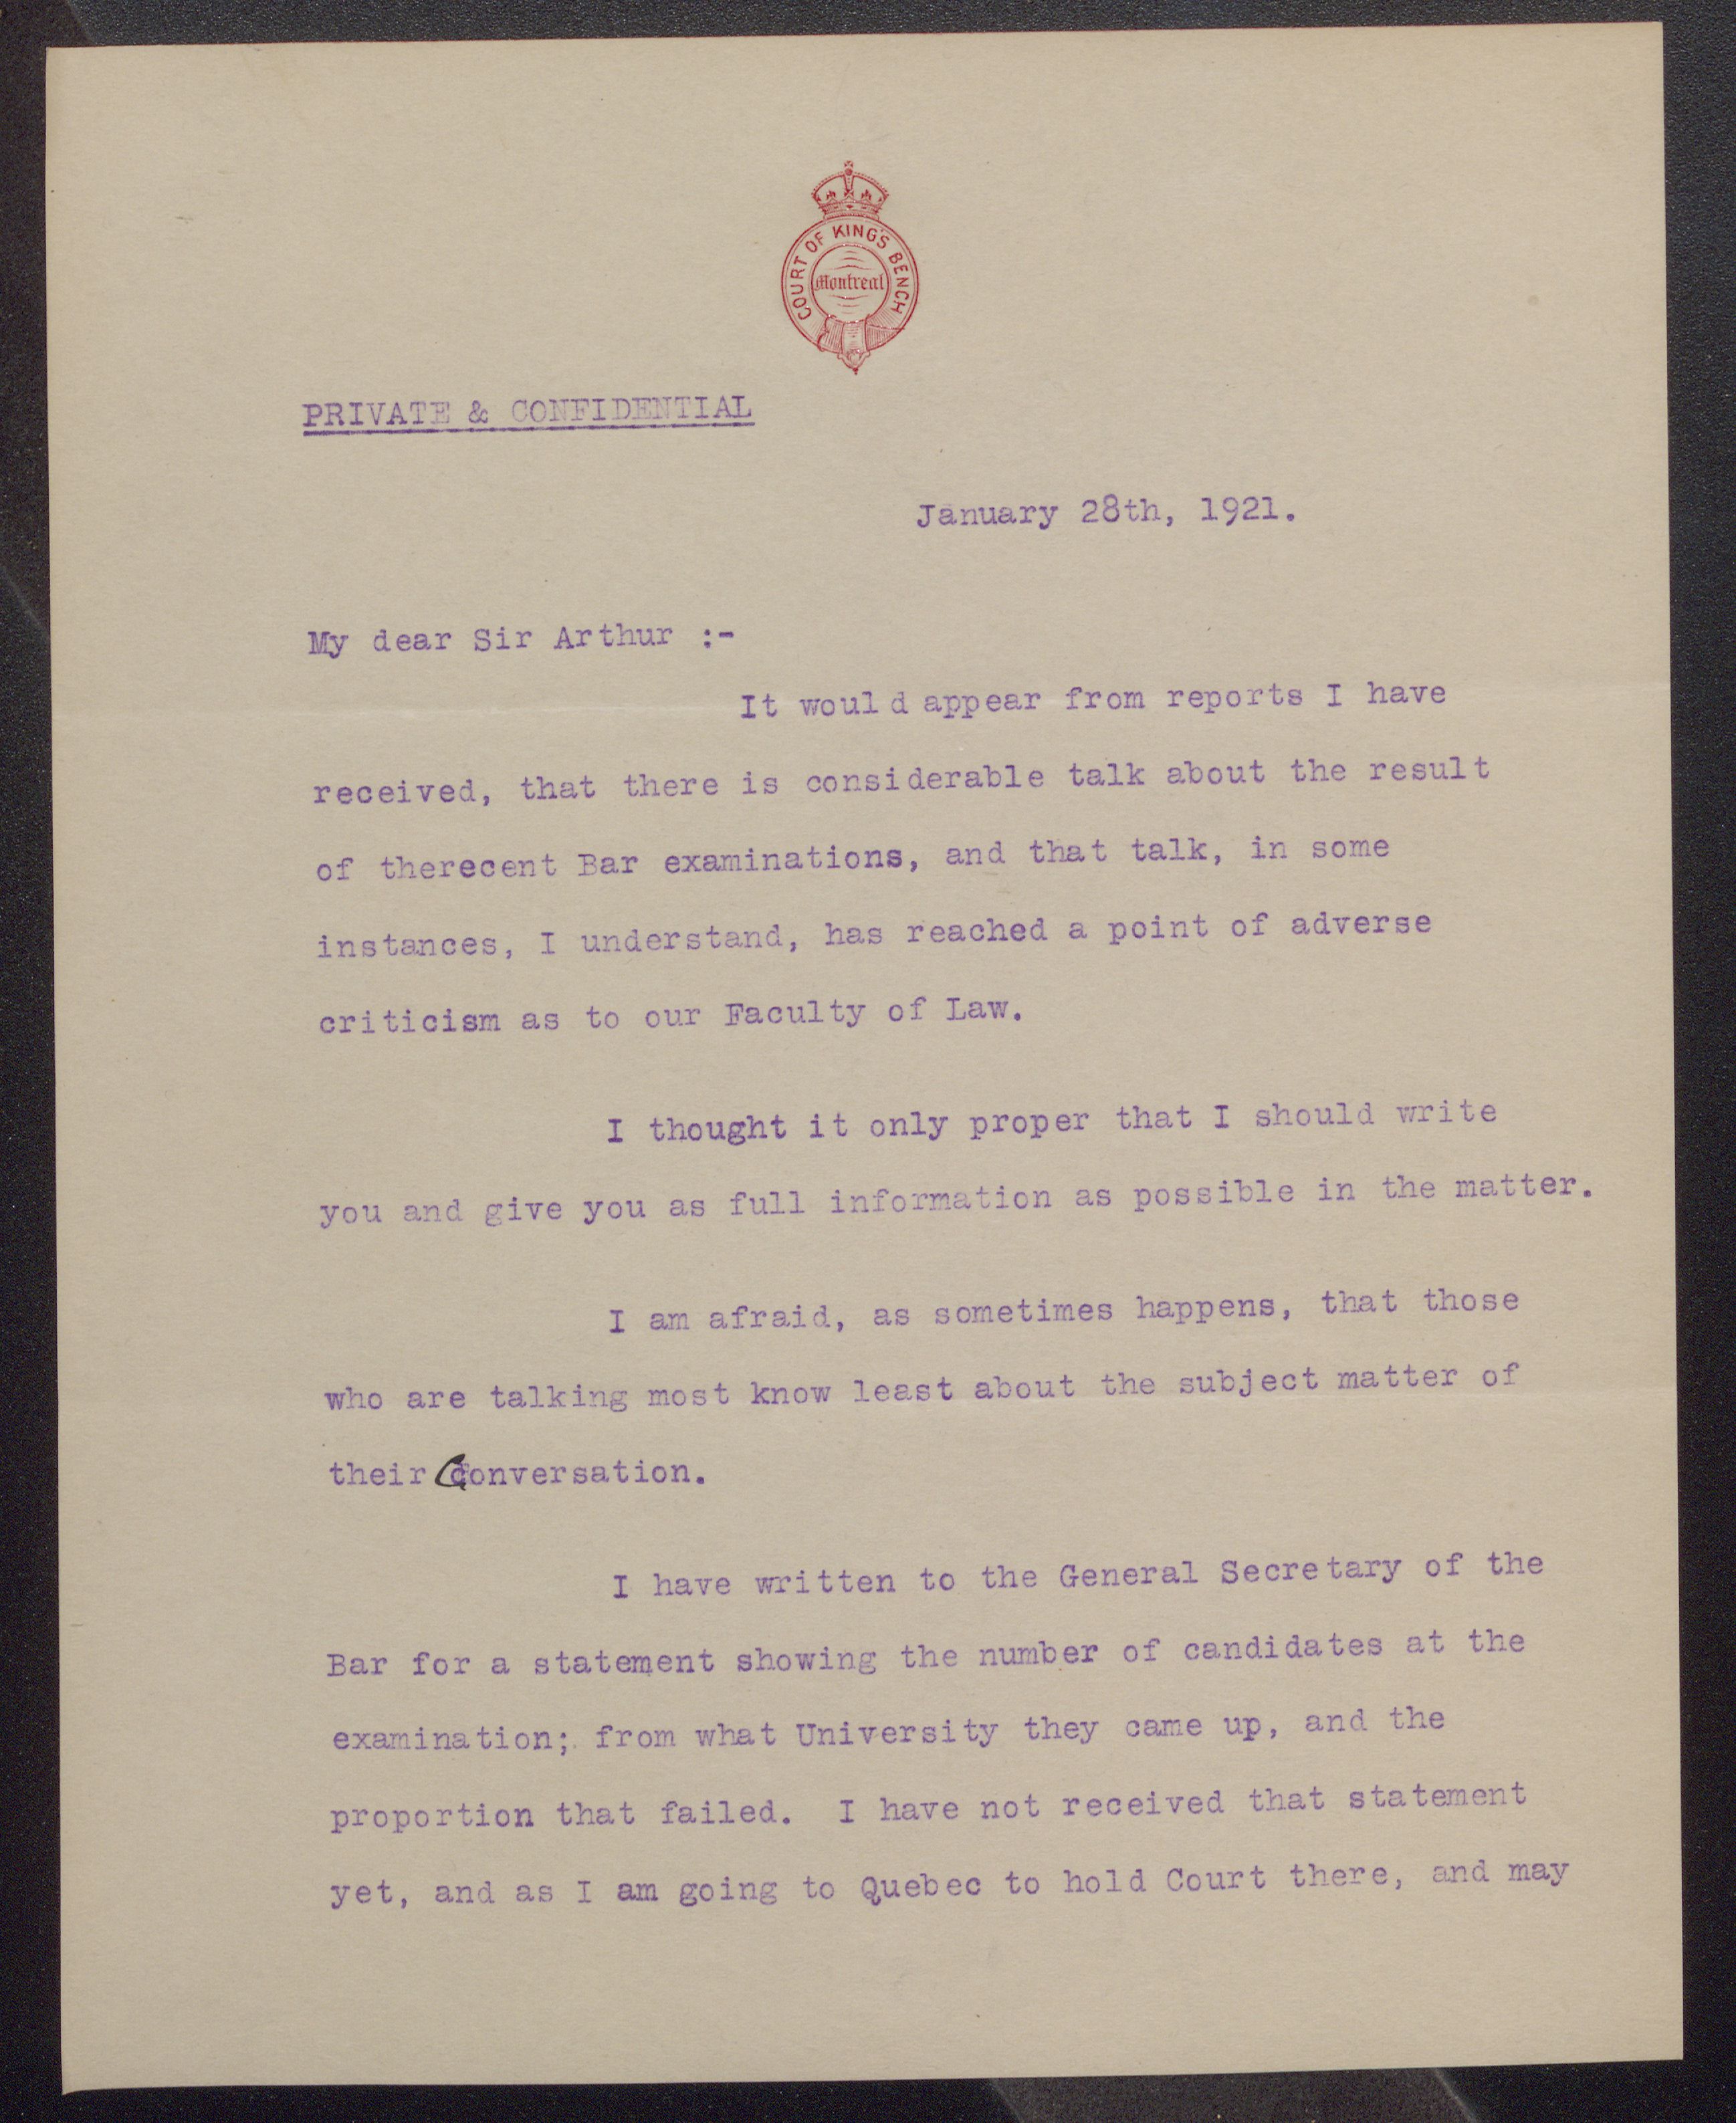 COURT OF KING'S BENCH
Montreal
PRIVATE & CONFIDENTIAL
January 28th, 1921.
My dear Sir Arthur :-
It would appear from reports I have
received, that there is considerable talk about the result
of therecent Bar examinations, and that talk, in some
instances, I understand, has reached a point of adverse
criticism as to our Faculty of Law.
I thought it only proper that I should write
you and give you as full information as possible in the matter.
I am afraid, as sometimes happens, that those
who are talking most know least about the subject matter of
their Conversation.
I have written to the General Secretary of the
Bar for a statement showing the number of candidates at the
examination; from what University they came up, and the
proportion that failed. I have not received that statement
yet, and as I am going to Quebec to hold Court there, and may